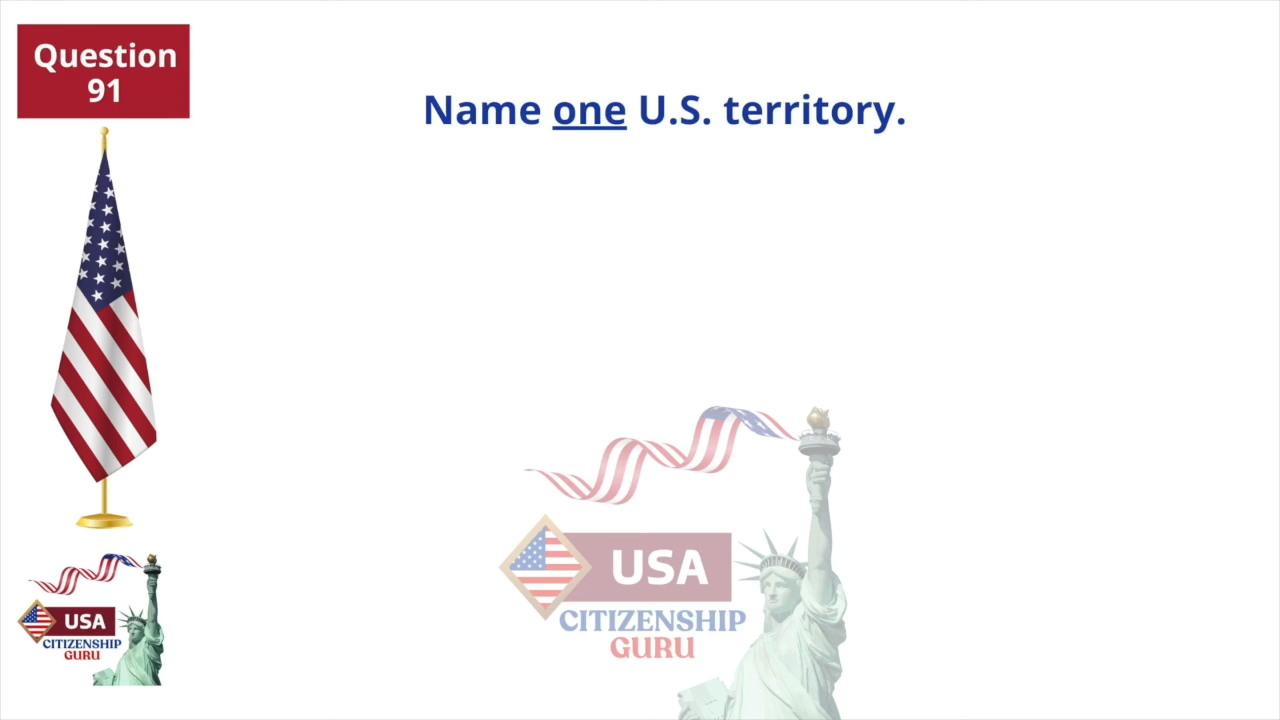 Question
91
Name one U.S. territory.
USA
CITIZENSHIP
GURU
USA
CITIZENSHIP
GURU